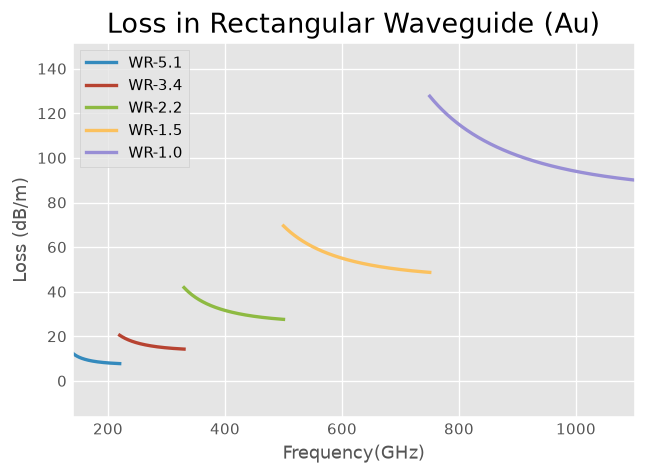 Loss in Rectangular Waveguide (Au)
WR-5.1
WR-3.4
WR-2.2
WR-1.5
WR-1.0
140
120
100
80
60
40
20
0
Loss (dB/m)
200 400 600 800 1000
Frequency(GHz)